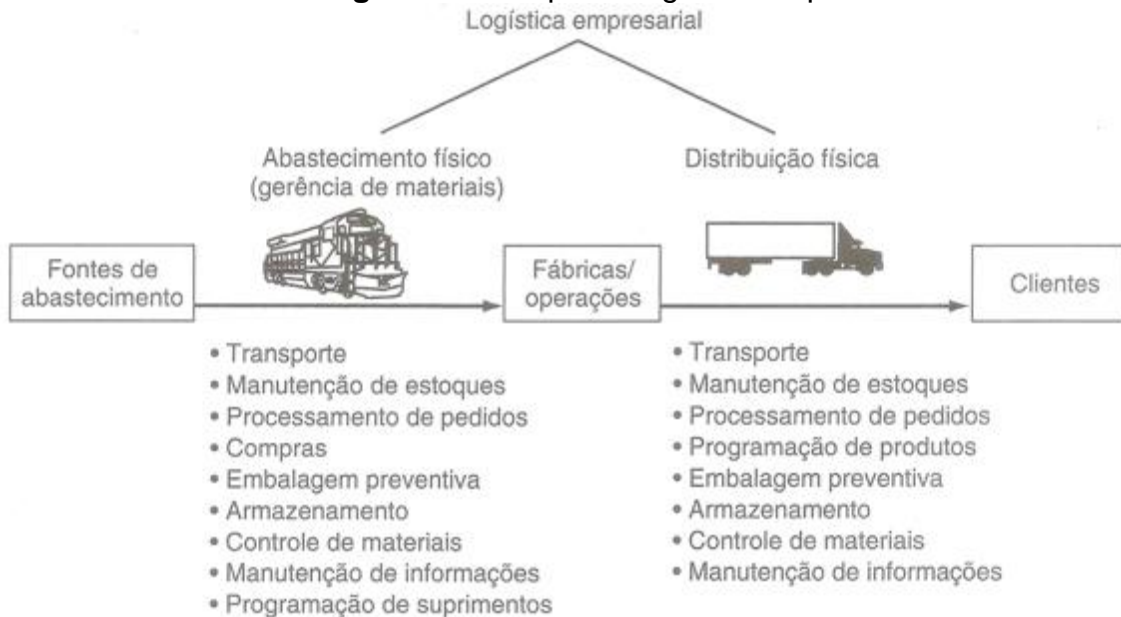 Logística empresarial
Abastecimento físico
(gerência de materiais)
Distribuição física
Fontes de
abastecimento
Fábricas/
operações
Clientes
• Transporte
• Manutenção de estoques
• Processamento de pedidos
• Compras
• Embalagem preventiva
• Armazenamento
• Controle de materiais
• Manutenção de informações
• Programação de suprimentos
• Transporte
• Manutenção de estoques
• Processamento de pedidos
• Programação de produtos
• Embalagem preventiva
• Armazenamento
• Controle de materiais
• Manutenção de informações